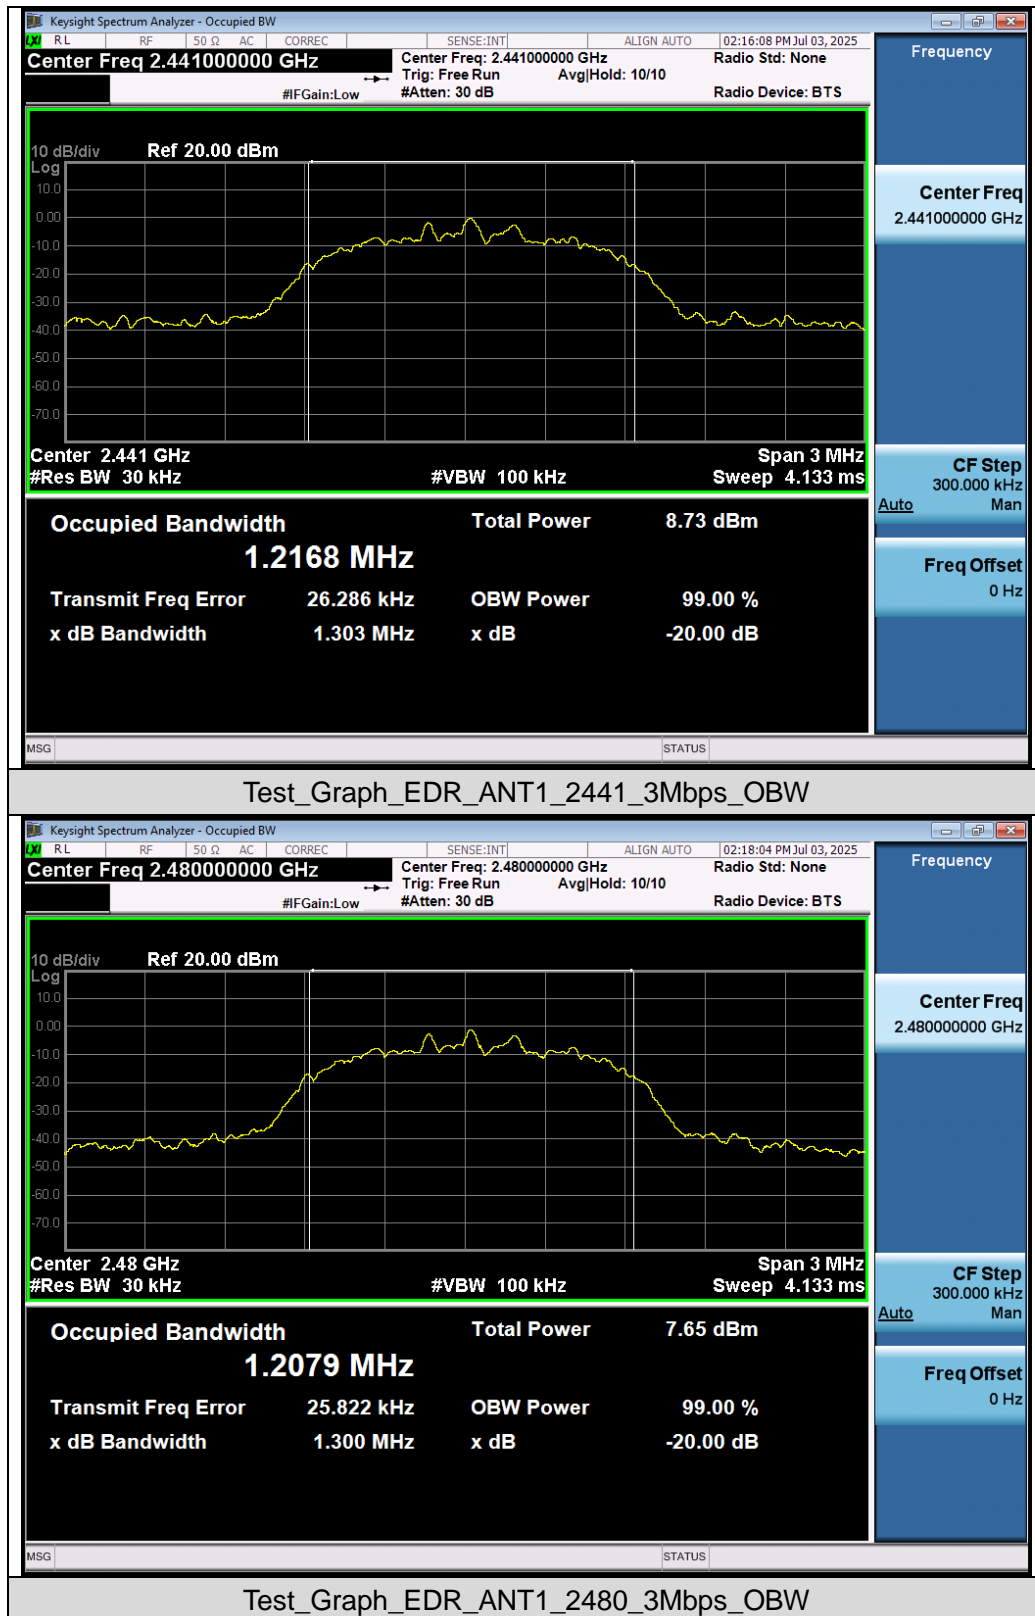 Keysight Spectrum Analyzer - Occupied BW
LXI RL RF 50 Ω AC CORREC SENSE:INT ALIGN AUTO 02:16:08 PM Jul 03, 2025
Center Freq 2.441000000 GHz
Center Freq: 2.441000000 GHz Radio Std: None
Trig: Free Run Avg|Hold: 10/10
#IFGain:Low #Atten: 30 dB Radio Device: BTS
10 dB/div Ref 20.00 dBm
Log
10.0
0.00
-10.0
-20.0
-30.0
-40.0
-50.0
-60.0
-70.0
Center 2.441 GHz Span 3 MHz
#Res BW 30 kHz #VBW 100 kHz Sweep 4.133 ms
Occupied Bandwidth Total Power 8.73 dBm
1.2168 MHz
Transmit Freq Error 26.286 kHz OBW Power 99.00 %
x dB Bandwidth 1.303 MHz x dB -20.00 dB
MSG STATUS
Frequency
Center Freq
2.441000000 GHz
CF Step
300.000 kHz
Auto Man
Freq Offset
0 Hz
Test_Graph_EDR_ANT1_2441_3Mbps_OBW
Keysight Spectrum Analyzer - Occupied BW
LXI RL RF 50 Ω AC CORREC SENSE:INT ALIGN AUTO 02:18:04 PM Jul 03, 2025
Center Freq 2.480000000 GHz
Center Freq: 2.480000000 GHz Radio Std: None
Trig: Free Run Avg|Hold: 10/10
#IFGain:Low #Atten: 30 dB Radio Device: BTS
10 dB/div Ref 20.00 dBm
Log
10.0
0.00
-10.0
-20.0
-30.0
-40.0
-50.0
-60.0
-70.0
Center 2.48 GHz Span 3 MHz
#Res BW 30 kHz #VBW 100 kHz Sweep 4.133 ms
Occupied Bandwidth Total Power 7.65 dBm
1.2079 MHz
Transmit Freq Error 25.822 kHz OBW Power 99.00 %
x dB Bandwidth 1.300 MHz x dB -20.00 dB
MSG STATUS
Frequency
Center Freq
2.480000000 GHz
CF Step
300.000 kHz
Auto Man
Freq Offset
0 Hz
Test_Graph_EDR_ANT1_2480_3Mbps_OBW